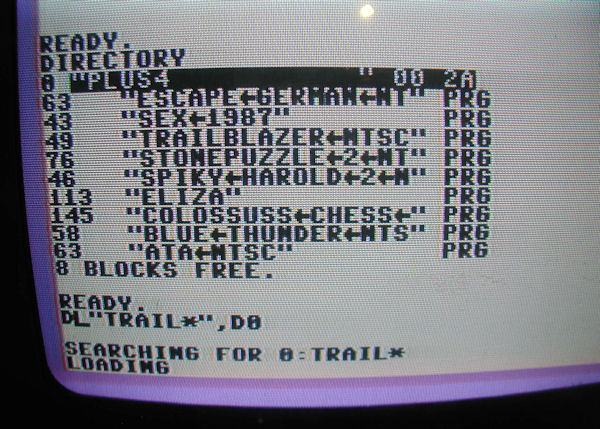 READY.
DIRECTORY
0 "PLUS4            " 00 2A
63 "ESCAPE←GERMAN←NT" PRG
43 "SEX←1987" PRG
49 "TRAILBLAZER←NTSC" PRG
76 "STONEPUZZLE←2←NT" PRG
46 "SPIKY←HAROLD←2←N" PRG
113 "ELIZA" PRG
145 "COLOSSUSS←CHESS←" PRG
58 "BLUE←THUNDER←NTS" PRG
63 "ATA←NTSC" PRG
8 BLOCKS FREE.
READY.
DL"TRAIL*",D0
SEARCHING FOR 0:TRAIL*
LOADING